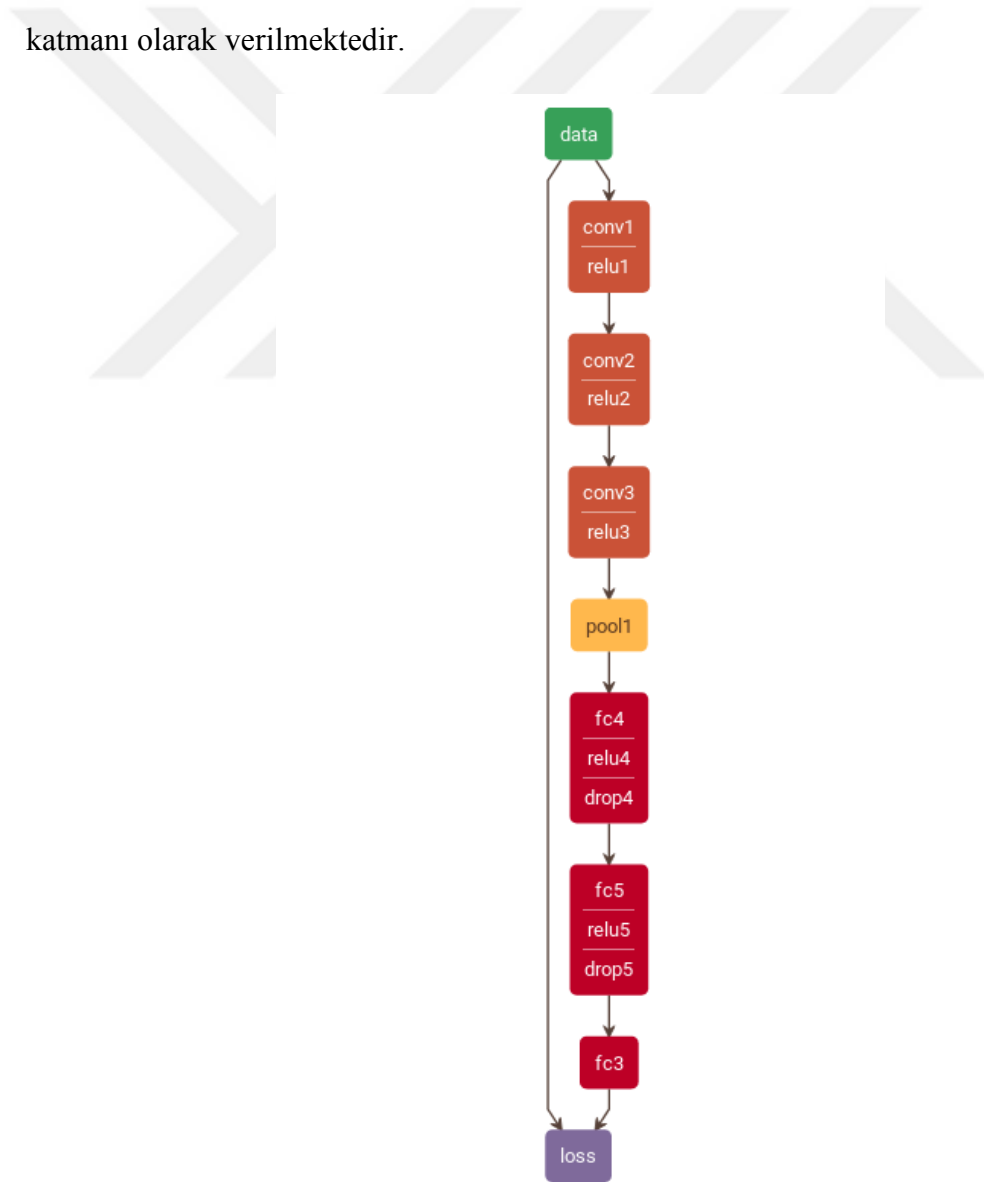 katmanı olarak verilmektedir.
data
conv1
relu1
conv2
relu2
conv3
relu3
pool1
fc4
relu4
drop4
fc5
relu5
drop5
fc3
loss